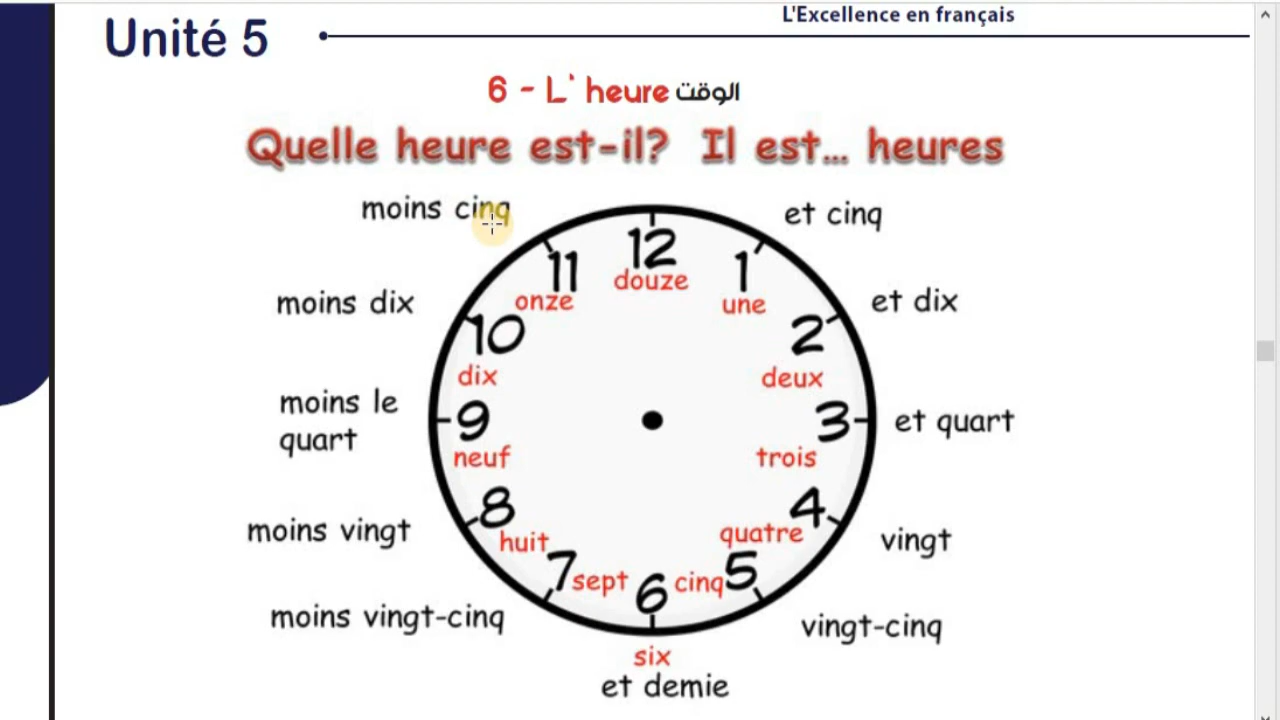 L'Excellence en français
Unité 5
6 - L' heure الوقت
Quelle heure est-il? Il est... heures
moins cinq
et cinq
12
douze
11
onze
1
une
moins dix
et dix
10
dix
2
deux
moins le
quart
9
neuf
3
trois
et quart
moins vingt
8
huit
4
quatre
vingt
7
sept
6
cinq
5
moins vingt-cinq
vingt-cinq
six
et demie